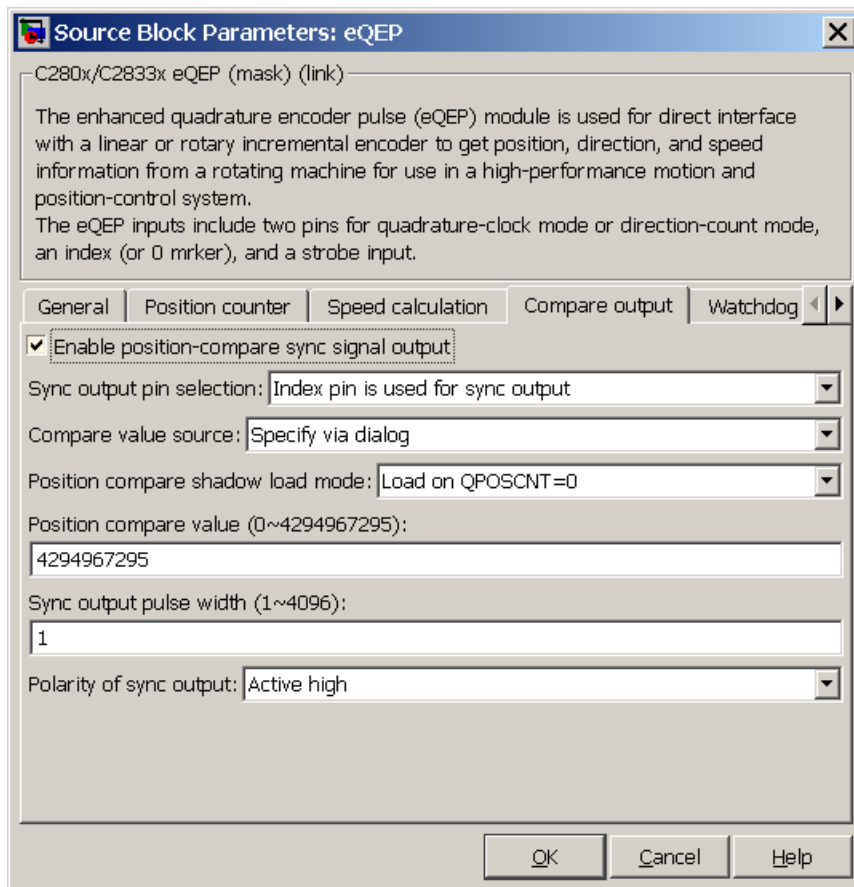 Source Block Parameters: eQEP
C280x/C2833x eQEP (mask) (link)
The enhanced quadrature encoder pulse (eQEP) module is used for direct interface
with a linear or rotary incremental encoder to get position, direction, and speed
information from a rotating machine for use in a high-performance motion and
position-control system.
The eQEP inputs include two pins for quadrature-clock mode or direction-count mode,
an index (or 0 mrker), and a strobe input.
General Position counter Speed calculation Compare output Watchdog
Enable position-compare sync signal output
Sync output pin selection: Index pin is used for sync output
Compare value source: Specify via dialog
Position compare shadow load mode: Load on QPOSCNT=0
Position compare value (0~4294967295):
4294967295
Sync output pulse width (1~4096):
1
Polarity of sync output: Active high
OK Cancel Help